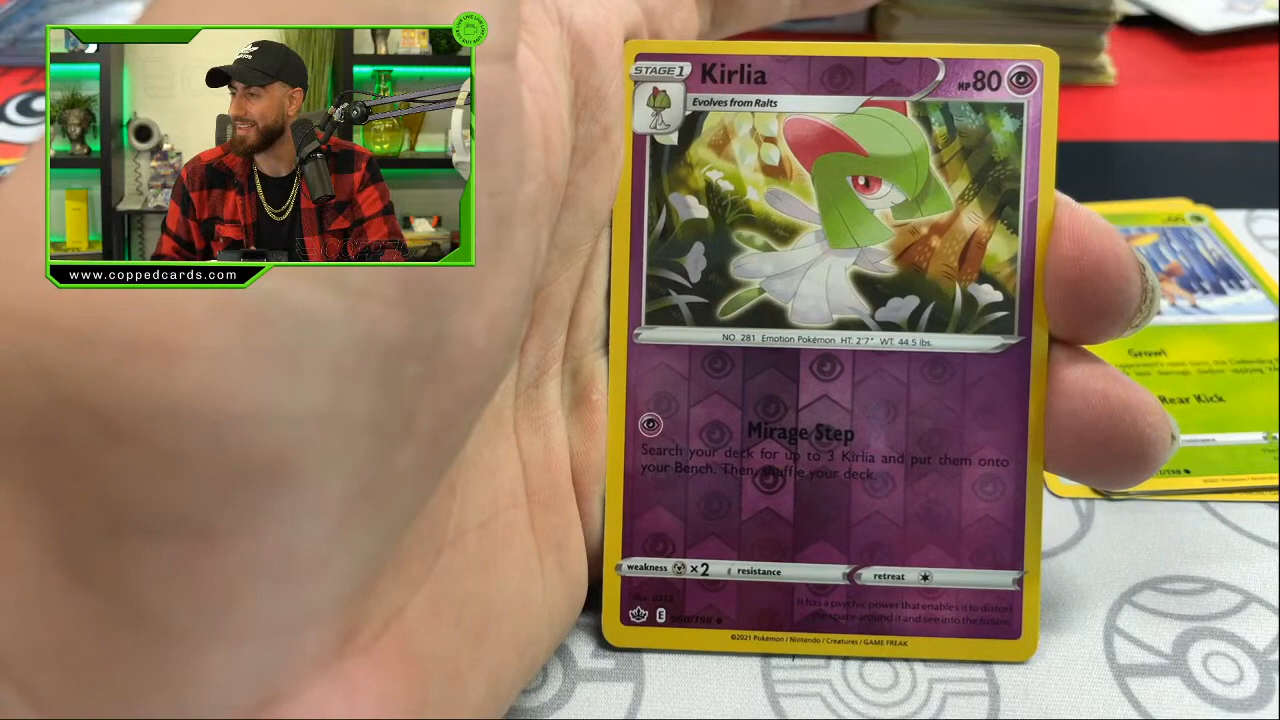 www.coppedcards.com
STAGE 1
Kirlia
HP 80
Evolves from Ralts
NO. 281 Emotion Pokémon HT: 2'7" WT: 44.5 lbs.
Mirage Step
Search your deck for up to 3 Kirlia and put them onto
your Bench. Then, shuffle your deck.
weakness ×2 resistance retreat
It has a psychic power that enables it to distort
the space around it and see into the future.
E 060/198
©2021 Pokémon / Nintendo / Creatures / GAME FREAK
Growl
Rear Kick